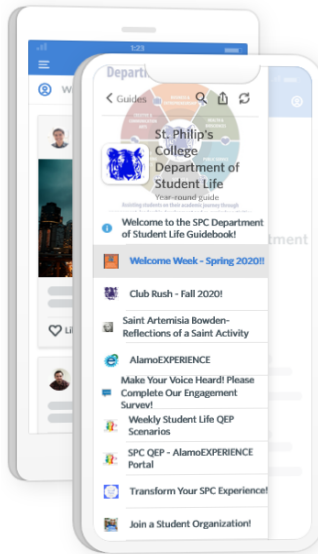 1:23
Departi
Guides
St. Philip's
College
Department of
Student Life
Year-round guide
Welcome to the SPC Department
of Student Life Guidebook!
tment
Welcome Week - Spring 2020!!
Club Rush - Fall 2020!
Saint Artemisia Bowden-
Reflections of a Saint Activity
AlamoEXPERIENCE
Make Your Voice Heard! Please
Complete Our Engagement
Survey!
Weekly Student Life QEP
Scenarios
SPC QEP - AlamoEXPERIENCE
Portal
Transform Your SPC Experience!
Join a Student Organization!